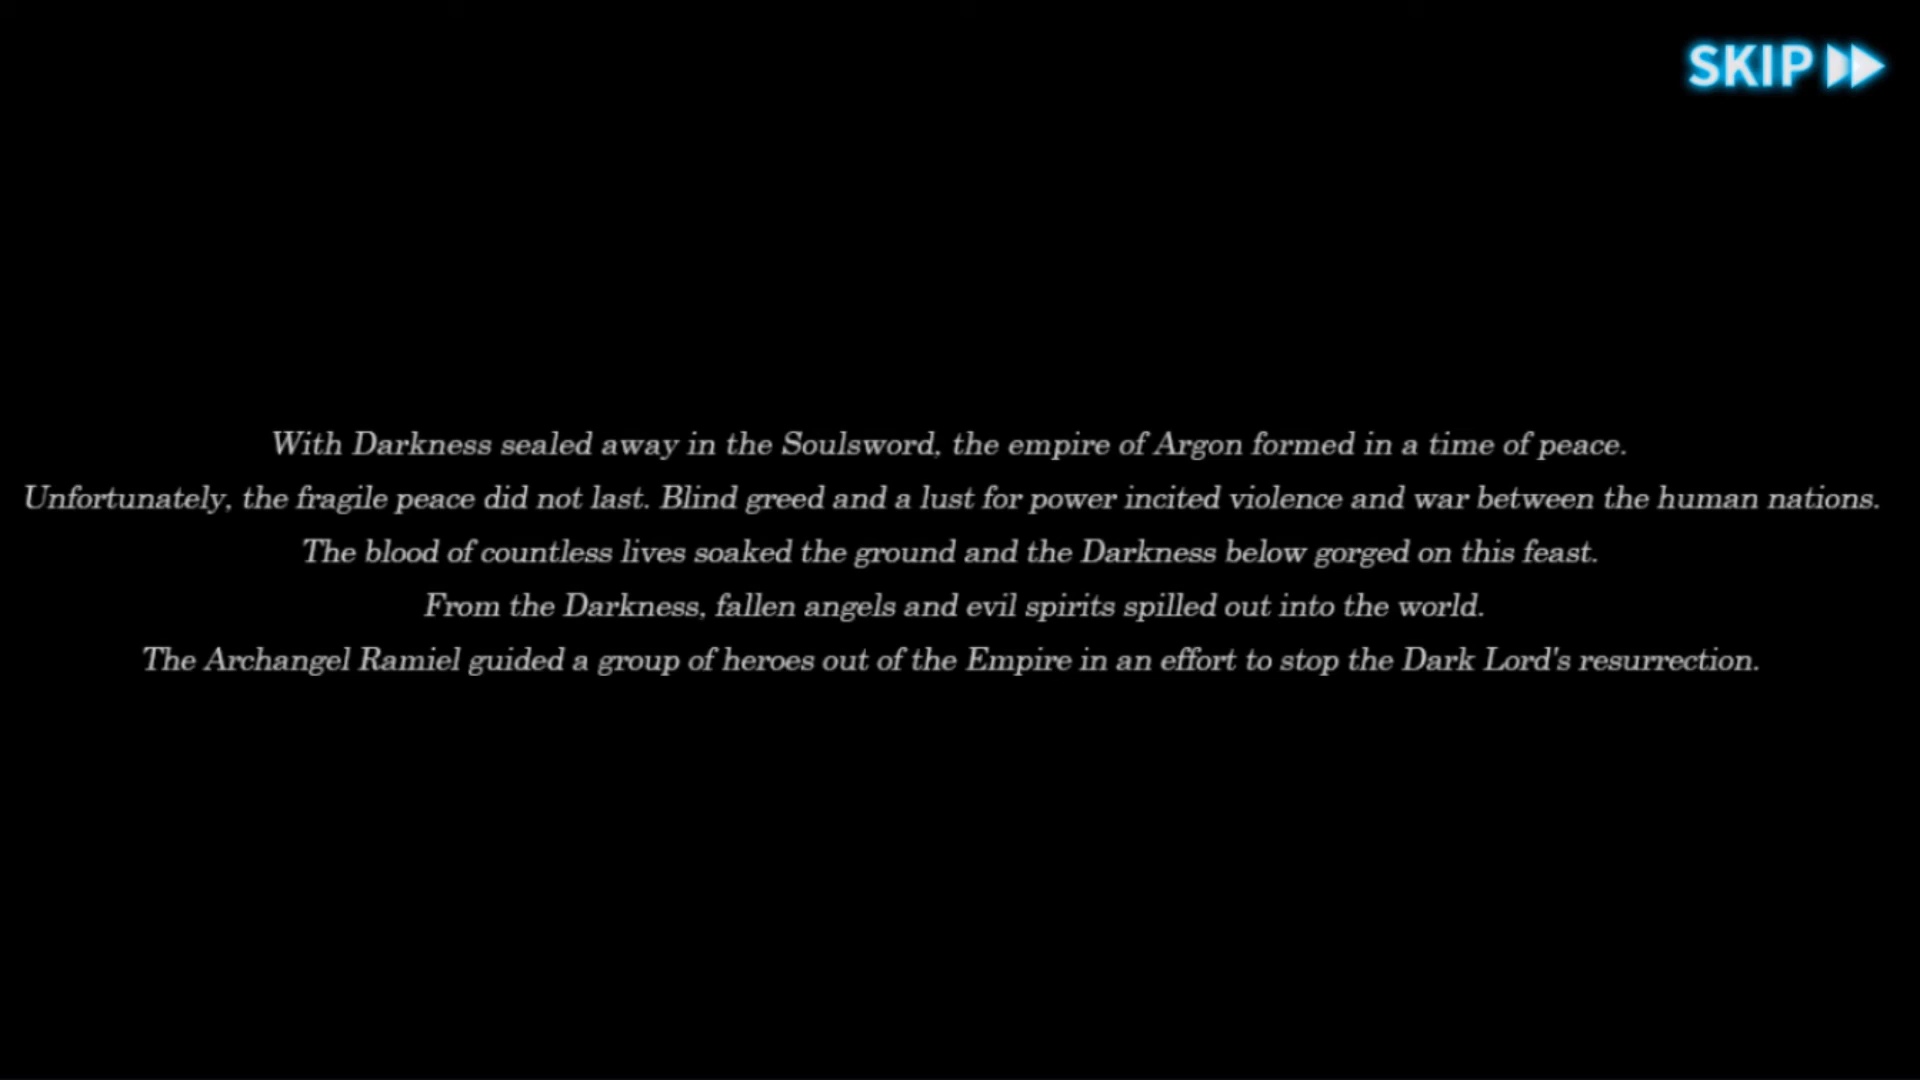 SKIP
With Darkness sealed away in the Soulsword, the empire of Argon formed in a time of peace.
Unfortunately, the fragile peace did not last. Blind greed and a lust for power incited violence and war between the human nations.
The blood of countless lives soaked the ground and the Darkness below gorged on this feast.
From the Darkness, fallen angels and evil spirits spilled out into the world.
The Archangel Ramiel guided a group of heroes out of the Empire in an effort to stop the Dark Lord's resurrection.